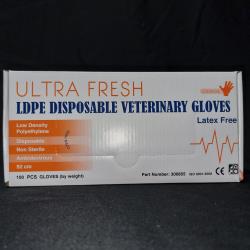 ULTRA FRESH
LDPE DISPOSABLE VETERINARY GLOVES
Latex Free
Low Density
Polyethylene
Disposable
Non Sterile
Ambidextrous
92 cm
100 PCS GLOVES (by weight)
Part Number: 306695